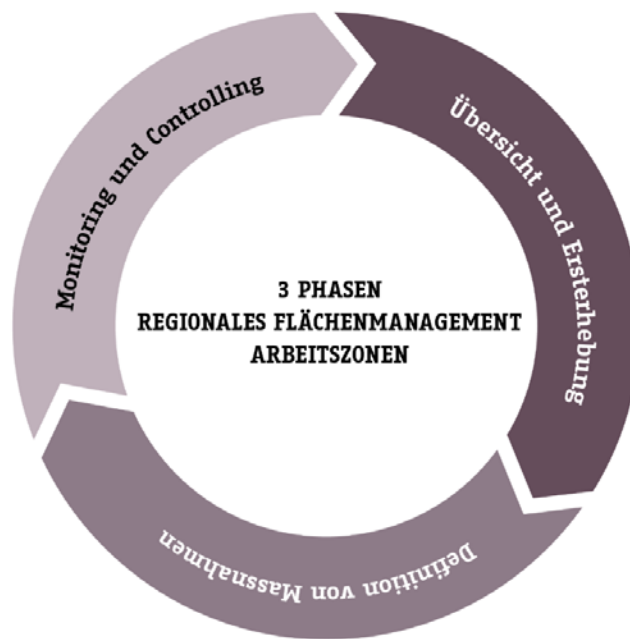 3 PHASEN
REGIONALES FLÄCHENMANAGEMENT
ARBEITSZONEN
Übersicht und Ersterhebung
Definition von Massnahmen
Monitoring und Controlling